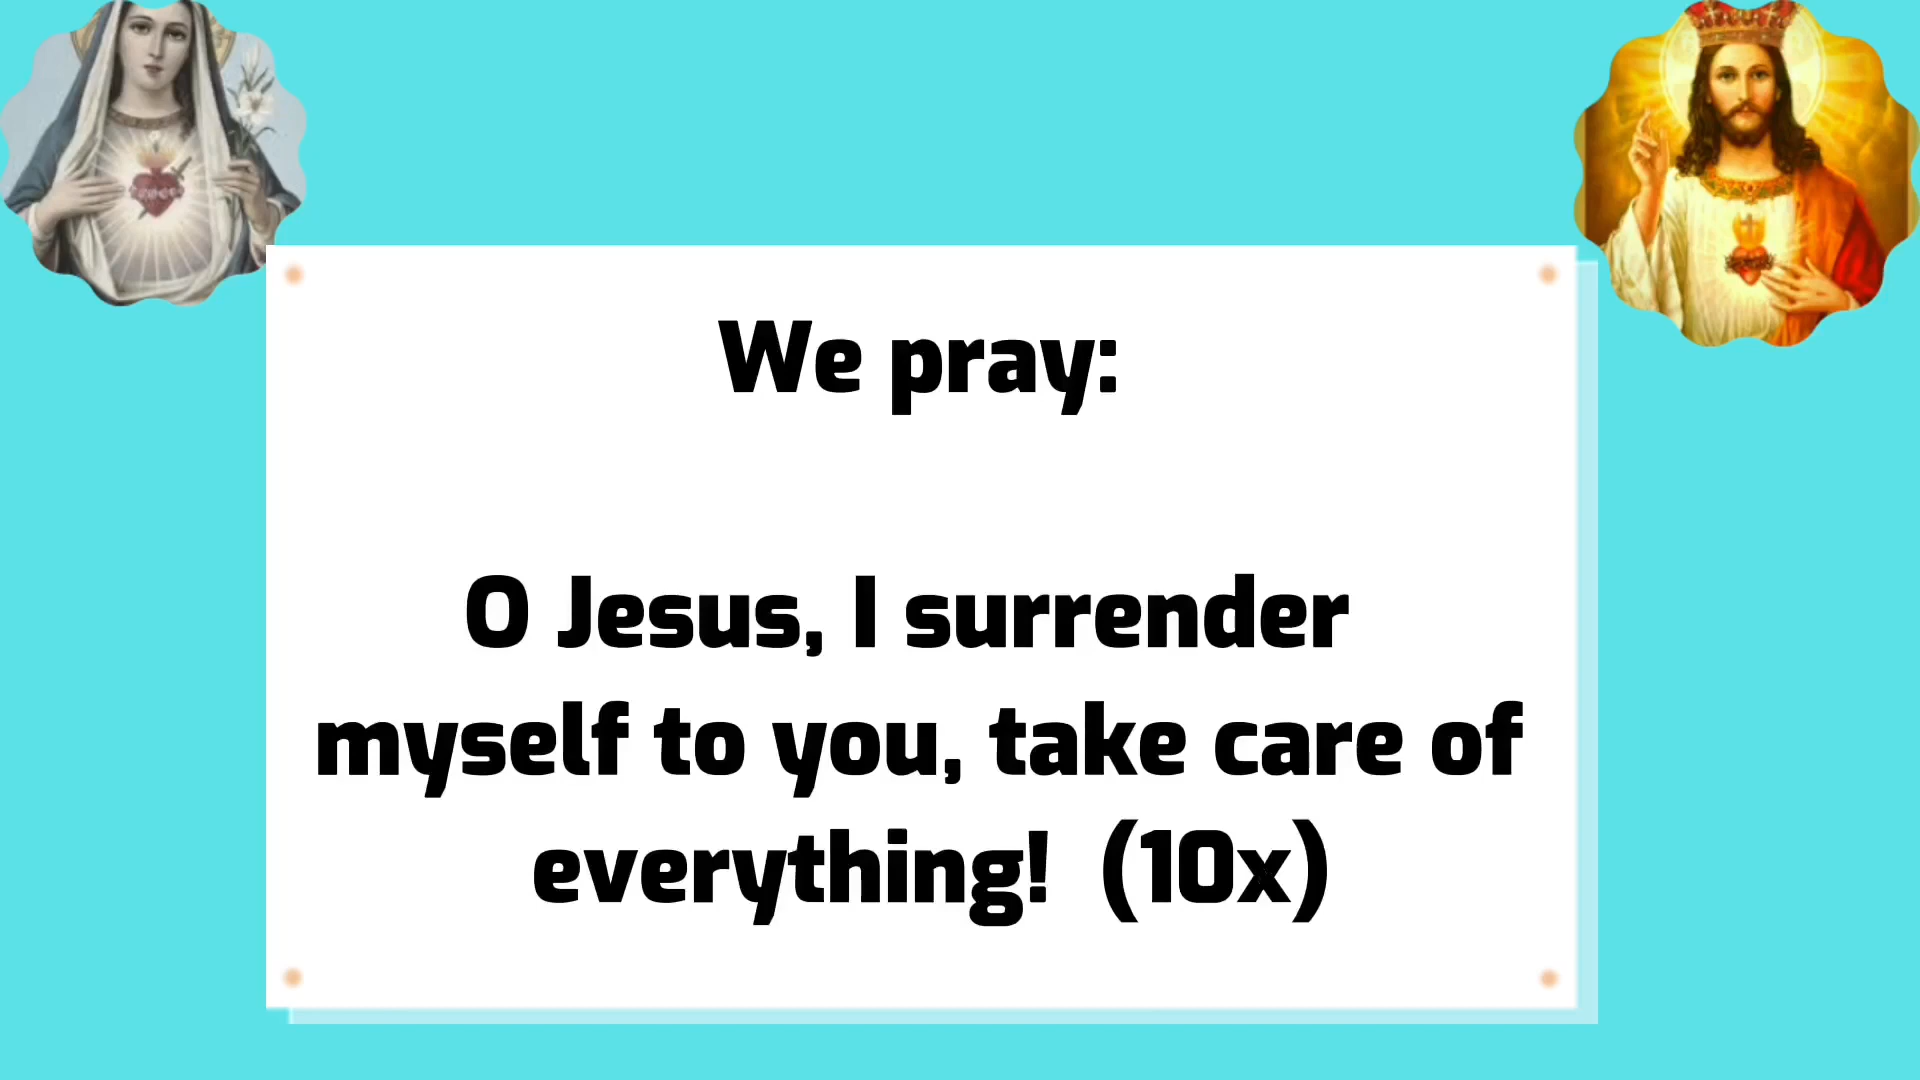 We pray:
O Jesus, I surrender
myself to you, take care of
everything! (10x)